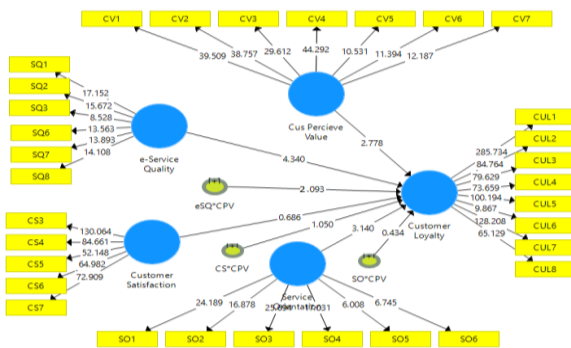 CV1 CV2 CV3 CV4 CV5 CV6 CV7
39.509 38.757 29.612 44.292 10.531 11.394 12.187
Cus Percieve
Value
2.778
SQ1
SQ2
SQ3
SQ6
SQ7
SQ8
17.152
15.672
8.528
13.563
13.893
14.108
e-Service
Quality
4.340
eSQ*CPV
2.093
CUL1
CUL2
CUL3
CUL4
CUL5
CUL6
CUL7
CUL8
285.734
84.764
79.629
73.659
100.194
9.867
128.208
65.129
Customer
Loyalty
CS3
CS4
CS5
CS6
CS7
130.064
84.661
52.148
64.982
72.909
Customer
Satisfaction
0.686
CS*CPV
1.050
3.140
0.434
SO*CPV
Service
24.189 16.878 6.008 6.745
SO1 SO2 SO3 SO4 SO5 SO6